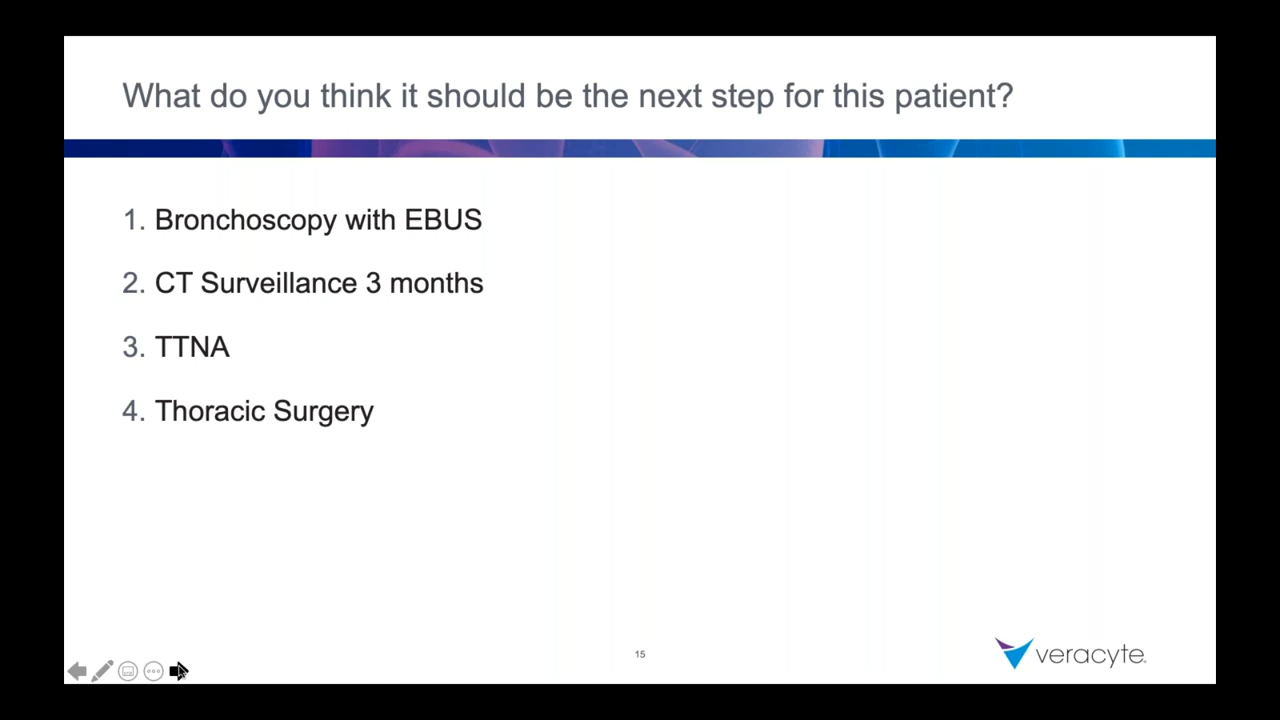 What do you think it should be the next step for this patient?
1. Bronchoscopy with EBUS
2. CT Surveillance 3 months
3. TTNA
4. Thoracic Surgery
15
veracyte.